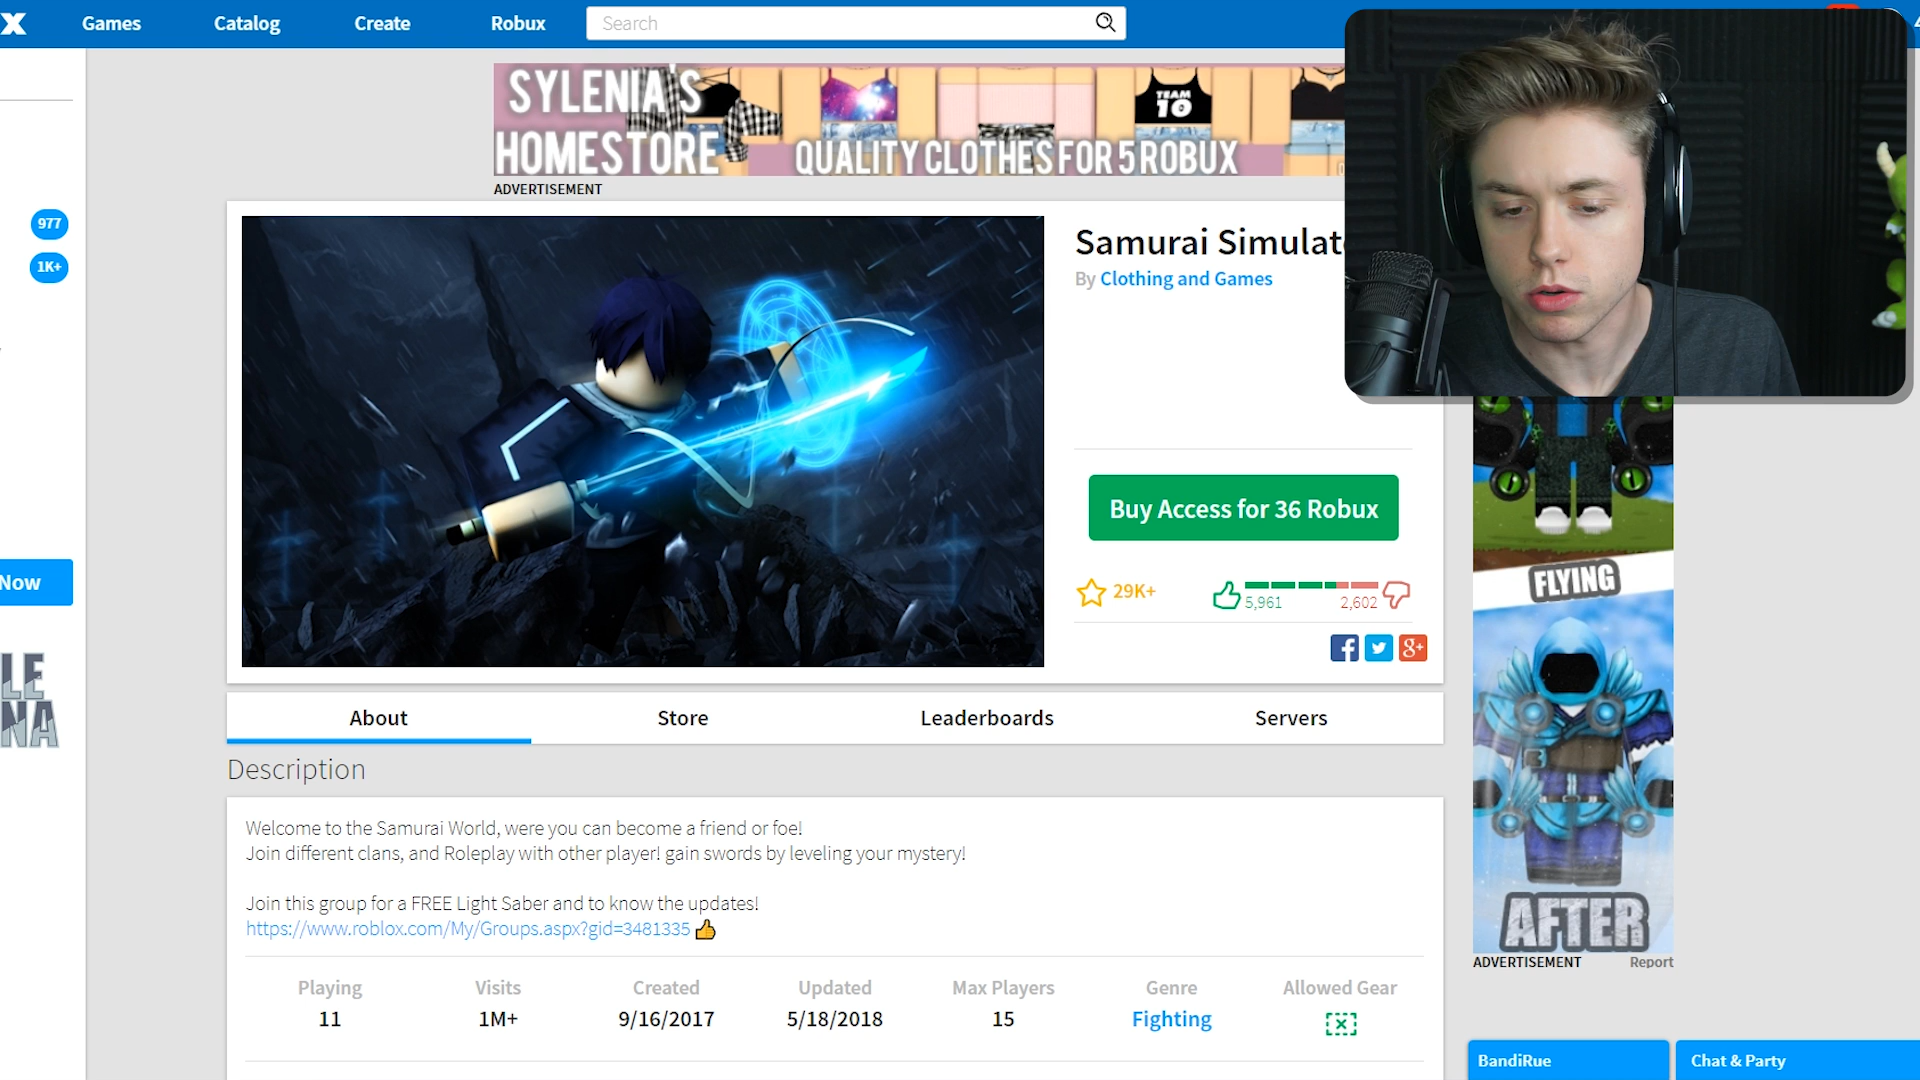 X
Games
Catalog
Create
Robux
Search
SYLENIA'S
HOMESTORE
TEAM
10
QUALITY CLOTHES FOR 5 ROBUX
ADVERTISEMENT
977
1K+
Now
LE
NA
Samurai Simulat
By Clothing and Games
Buy Access for 36 Robux
29K+
5,961
2,602
f
g+
About
Store
Leaderboards
Servers
Description
Welcome to the Samurai World, were you can become a friend or foe!
Join different clans, and Roleplay with other player! gain swords by leveling your mystery!
Join this group for a FREE Light Saber and to know the updates!
https://www.roblox.com/My/Groups.aspx?gid=3481335 👍
Playing
11
Visits
1M+
Created
9/16/2017
Updated
5/18/2018
Max Players
15
Genre
Fighting
Allowed Gear
FLYING
AFTER
ADVERTISEMENT
Report
BandiRue
Chat & Party